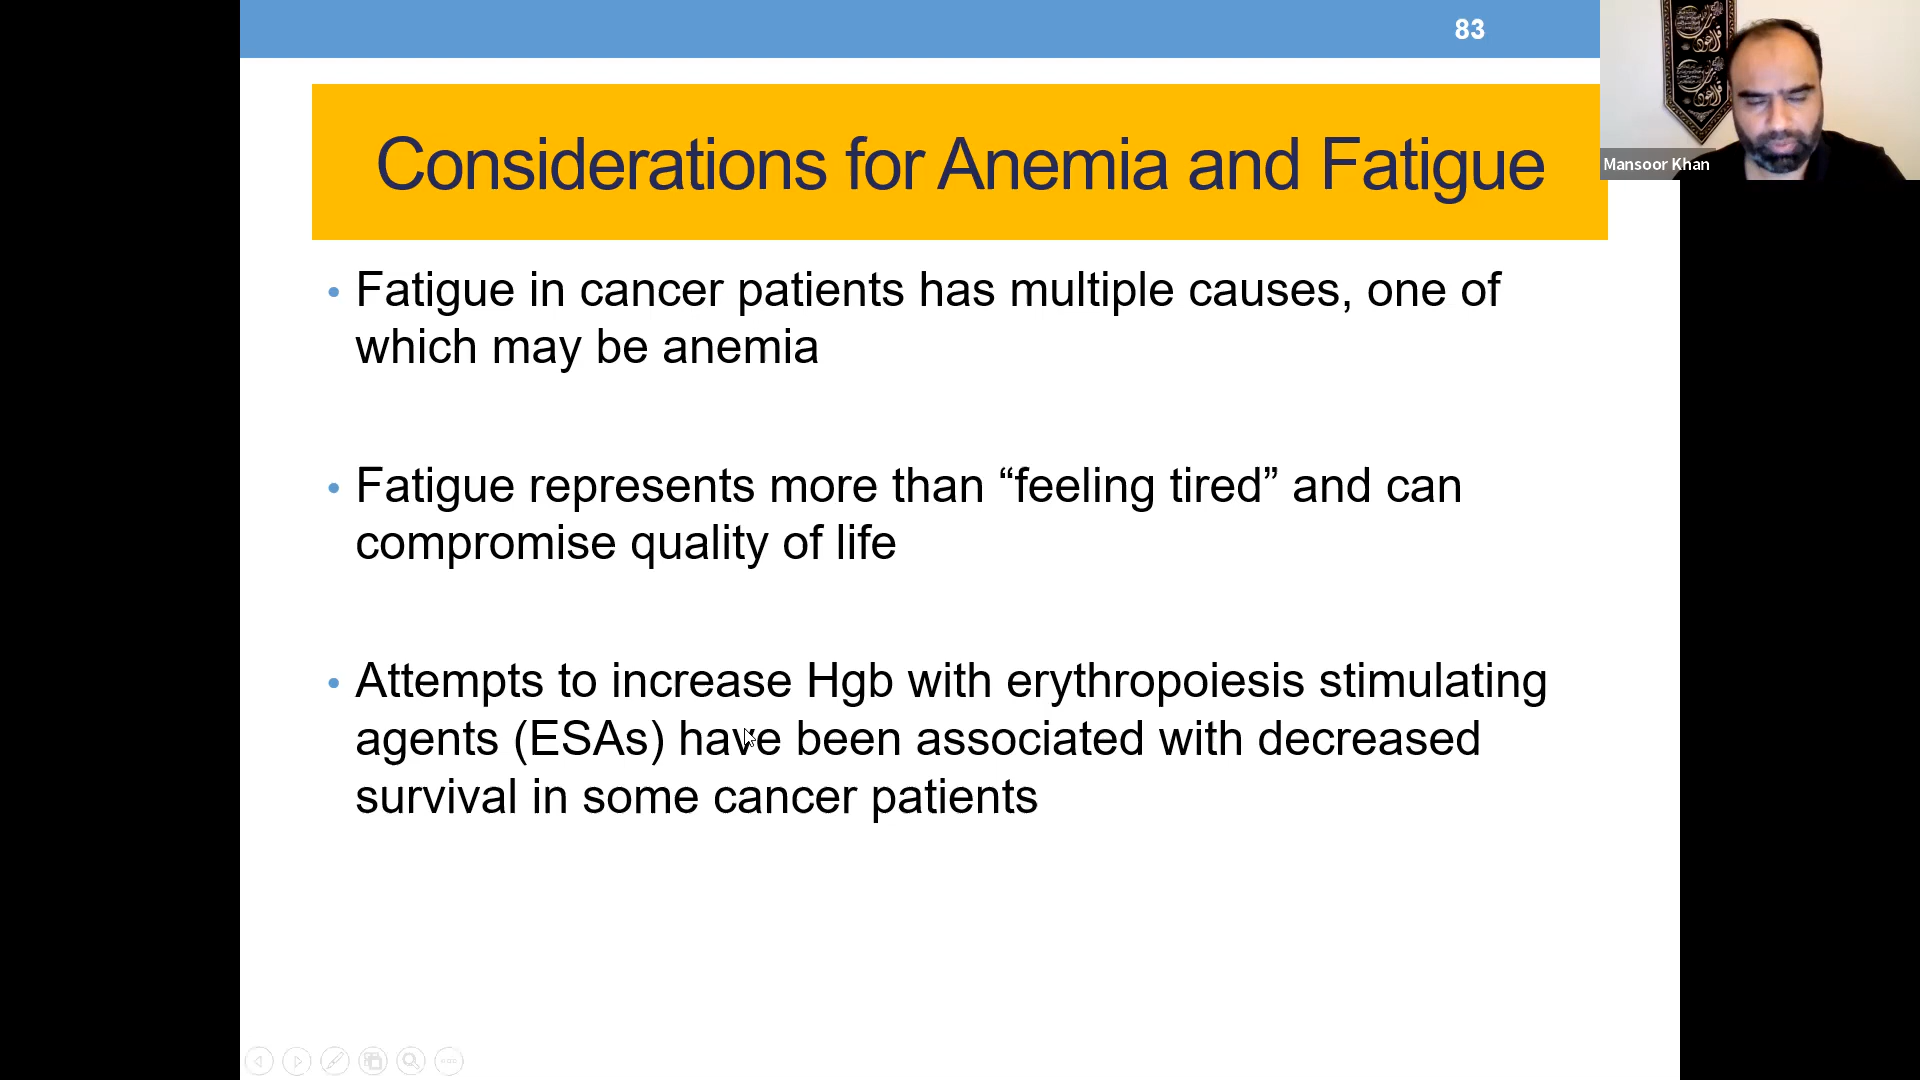 83
Considerations for Anemia and Fatigue
• Fatigue in cancer patients has multiple causes, one of
which may be anemia
• Fatigue represents more than “feeling tired” and can
compromise quality of life
• Attempts to increase Hgb with erythropoiesis stimulating
agents (ESAs) have been associated with decreased
survival in some cancer patients
Mansoor Khan